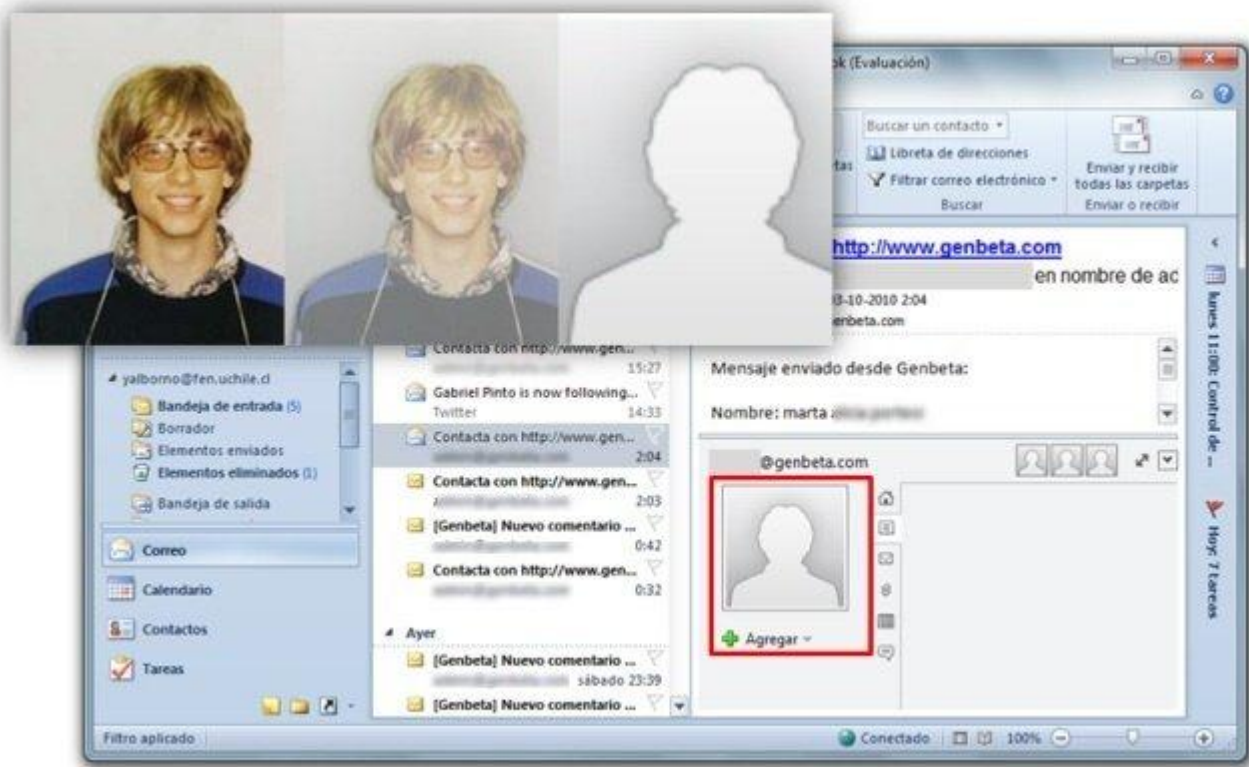 ok (Evaluación)
Buscar un contacto
Libreta de direcciones
Filtrar correo electrónico
Buscar
Enviar y recibir
todas las carpetas
Enviar o recibir
http://www.genbeta.com
en nombre de ac
03-10-2010 2:04
genbeta.com
Mensaje enviado desde Genbeta:
Nombre: marta
yalborno@fen.uchile.cl
Bandeja de entrada (5)
Borrador
Elementos enviados
Elementos eliminados (1)
Bandeja de salida
Correo
Calendario
Contactos
Tareas
Contacta con http://www.gen...
15:27
Gabriel Pinto is now following...
Twitter 14:33
Contacta con http://www.gen...
2:04
Contacta con http://www.gen...
2:03
[Genbeta] Nuevo comentario ...
0:42
Contacta con http://www.gen...
0:32
Ayer
[Genbeta] Nuevo comentario ...
sábado 23:39
[Genbeta] Nuevo comentario ...
@genbeta.com
Agregar
lunes 11:00: Control de ...
Hoy: 7 tareas
Filtro aplicado
Conectado
100%